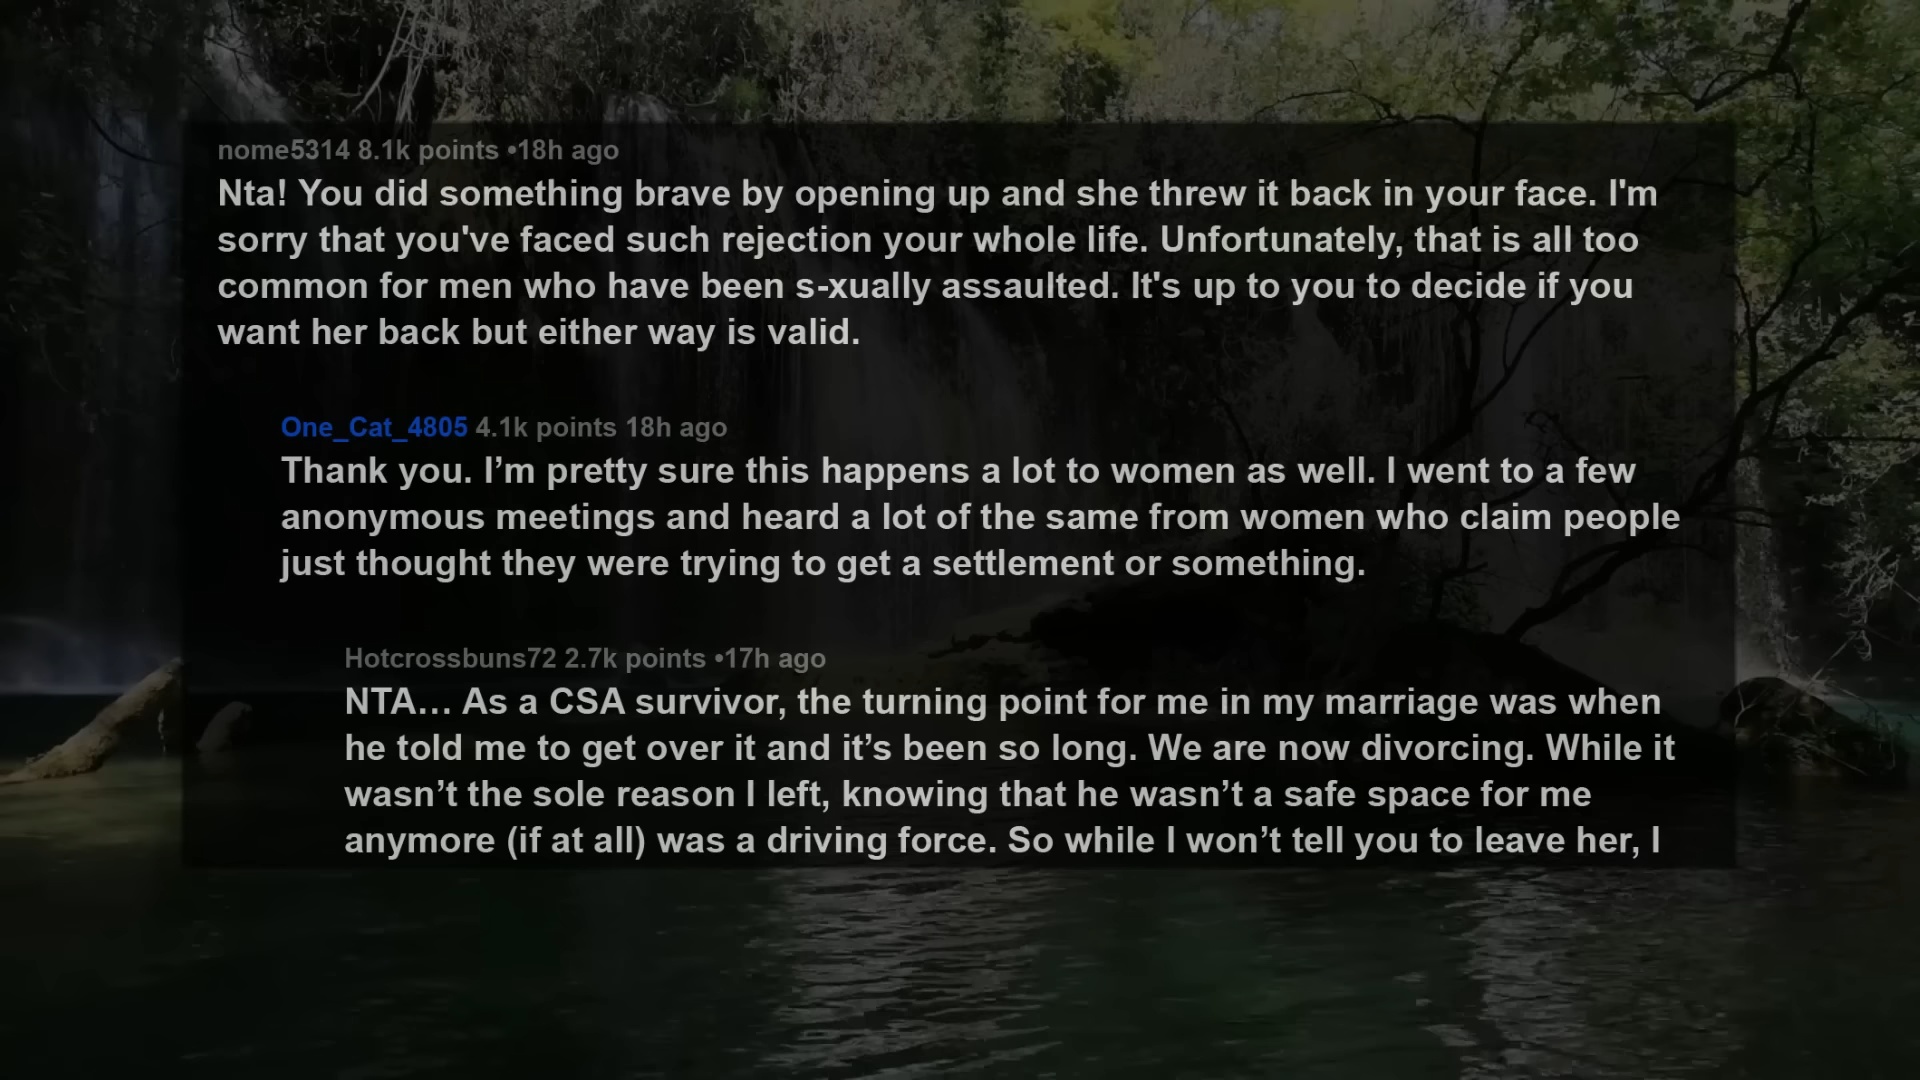 nome5314 8.1k points •18h ago
Nta! You did something brave by opening up and she threw it back in your face. I'm
sorry that you've faced such rejection your whole life. Unfortunately, that is all too
common for men who have been s-xually assaulted. It's up to you to decide if you
want her back but either way is valid.
One_Cat_4805 4.1k points 18h ago
Thank you. I’m pretty sure this happens a lot to women as well. I went to a few
anonymous meetings and heard a lot of the same from women who claim people
just thought they were trying to get a settlement or something.
Hotcrossbuns72 2.7k points •17h ago
NTA… As a CSA survivor, the turning point for me in my marriage was when
he told me to get over it and it’s been so long. We are now divorcing. While it
wasn’t the sole reason I left, knowing that he wasn’t a safe space for me
anymore (if at all) was a driving force. So while I won’t tell you to leave her, I